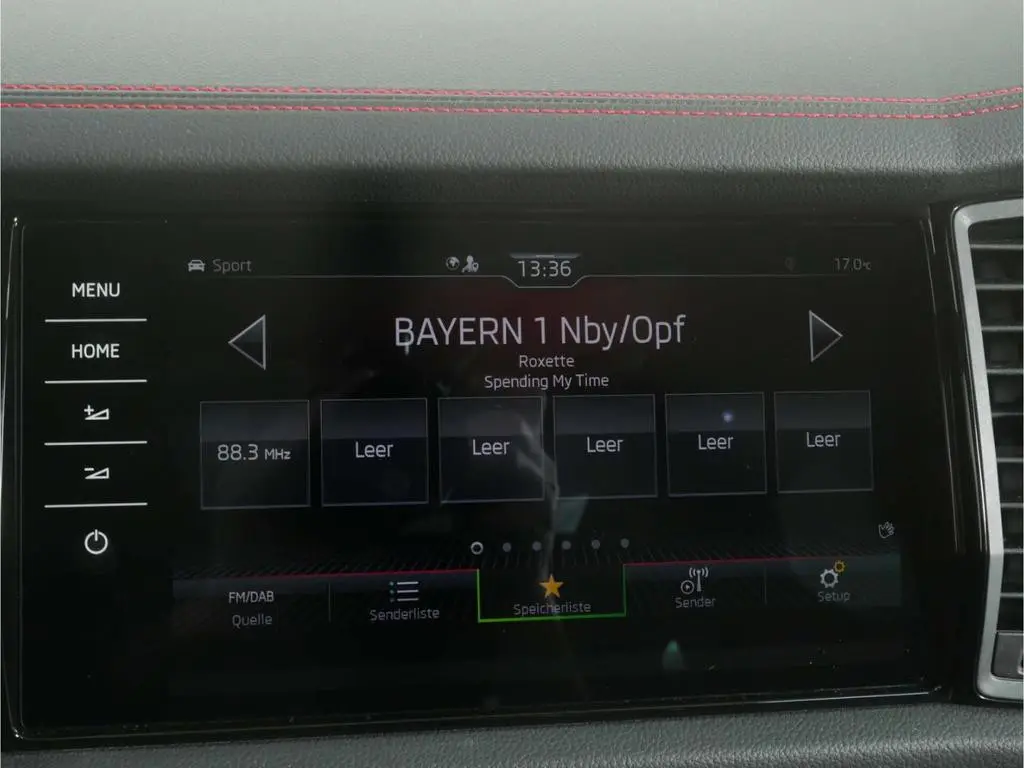 Sport
13:36
17.0°C
MENU
HOME
BAYERN 1 Nby/Opf
Roxette
Spending My Time
88.3 MHz
Leer
Leer
Leer
Leer
Leer
FM/DAB
Quelle
Senderliste
Speicherliste
Sender
Setup